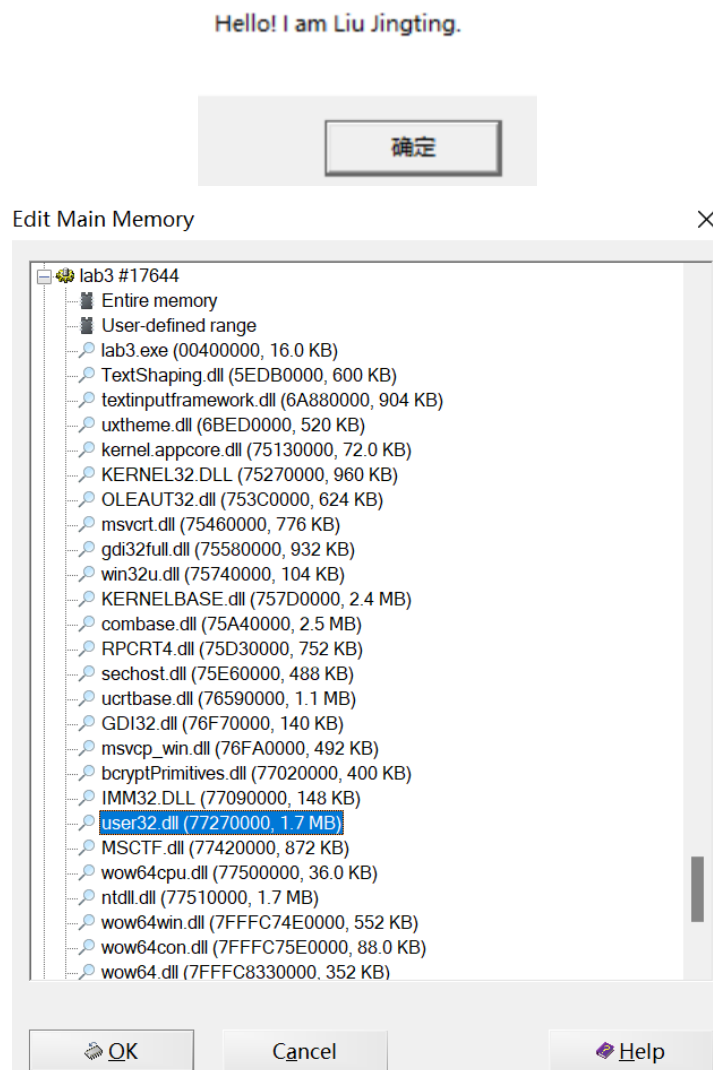 Hello! I am Liu Jingting.
确定
Edit Main Memory
lab3 #17644
Entire memory
User-defined range
lab3.exe (00400000, 16.0 KB)
TextShaping.dll (5EDB0000, 600 KB)
textinputframework.dll (6A880000, 904 KB)
uxtheme.dll (6BED0000, 520 KB)
kernel.appcore.dll (75130000, 72.0 KB)
KERNEL32.DLL (75270000, 960 KB)
OLEAUT32.dll (753C0000, 624 KB)
msvcrt.dll (75460000, 776 KB)
gdi32full.dll (75580000, 932 KB)
win32u.dll (75740000, 104 KB)
KERNELBASE.dll (757D0000, 2.4 MB)
combase.dll (75A40000, 2.5 MB)
RPCRT4.dll (75D30000, 752 KB)
sechost.dll (75E60000, 488 KB)
ucrtbase.dll (76590000, 1.1 MB)
GDI32.dll (76F70000, 140 KB)
msvcp_win.dll (76FA0000, 492 KB)
bcryptPrimitives.dll (77020000, 400 KB)
IMM32.DLL (77090000, 148 KB)
user32.dll (77270000, 1.7 MB)
MSCTF.dll (77420000, 872 KB)
wow64cpu.dll (77500000, 36.0 KB)
ntdll.dll (77510000, 1.7 MB)
wow64win.dll (7FFFC74E0000, 552 KB)
wow64con.dll (7FFFC75E0000, 88.0 KB)
wow64.dll (7FFFC8330000, 352 KB)
OK Cancel Help